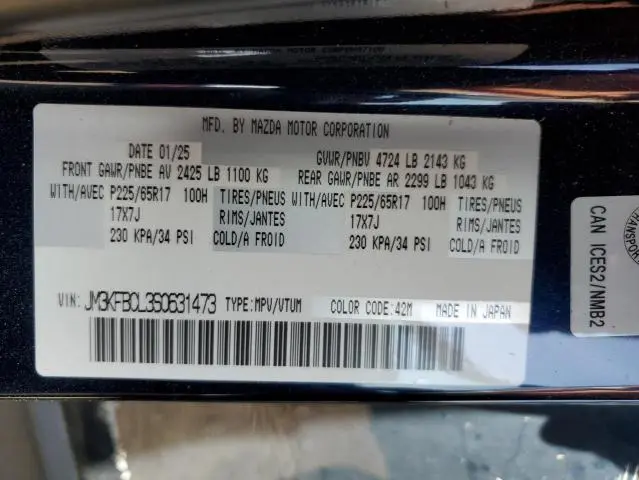 MFD. BY MAZDA MOTOR CORPORATION
DATE 01/25 GVWR/PNBV 4724 LB 2143 KG
FRONT GAWR/PNBE AV 2425 LB 1100 KG REAR GAWR/PNBE AR 2299 LB 1043 KG
WITH/AVEC P225/65R17 100H TIRES/PNEUS WITH/AVEC P225/65R17 100H TIRES/PNEUS
17X7J RIMS/JANTES 17X7J RIMS/JANTES
230 KPA/34 PSI COLD/A FROID 230 KPA/34 PSI COLD/A FROID
VIN: JM3KFBCL3S0631473 TYPE:MPV/VTUM COLOR CODE:42M MADE IN JAPAN
CAN ICES2/NMB2